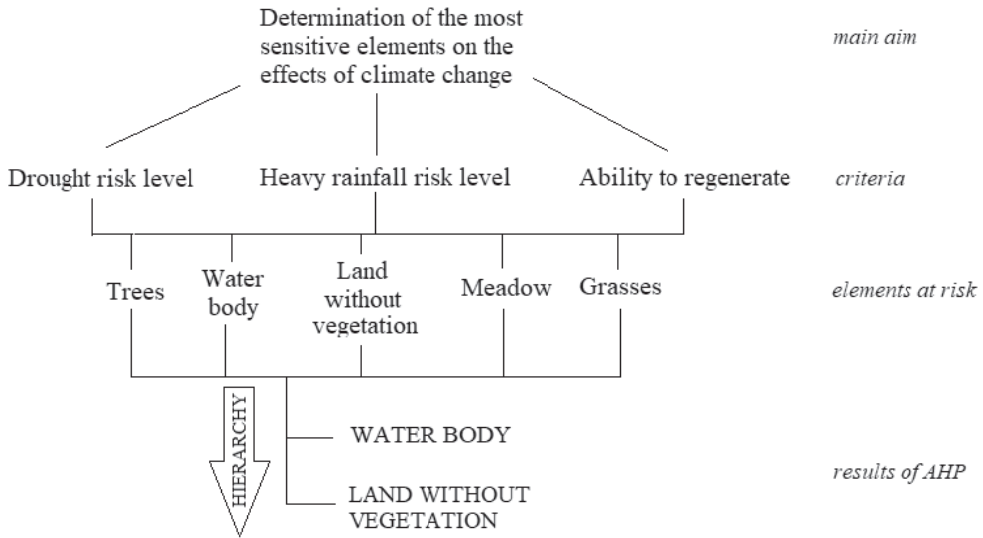 Determination of the most
sensitive elements on the
effects of climate change
main aim
Drought risk level
Heavy rainfall risk level
Ability to regenerate
criteria
Trees
Water
body
Land
without
vegetation
Meadow
Grasses
elements at risk
HIERARCHY
WATER BODY
LAND WITHOUT
VEGETATION
results of AHP